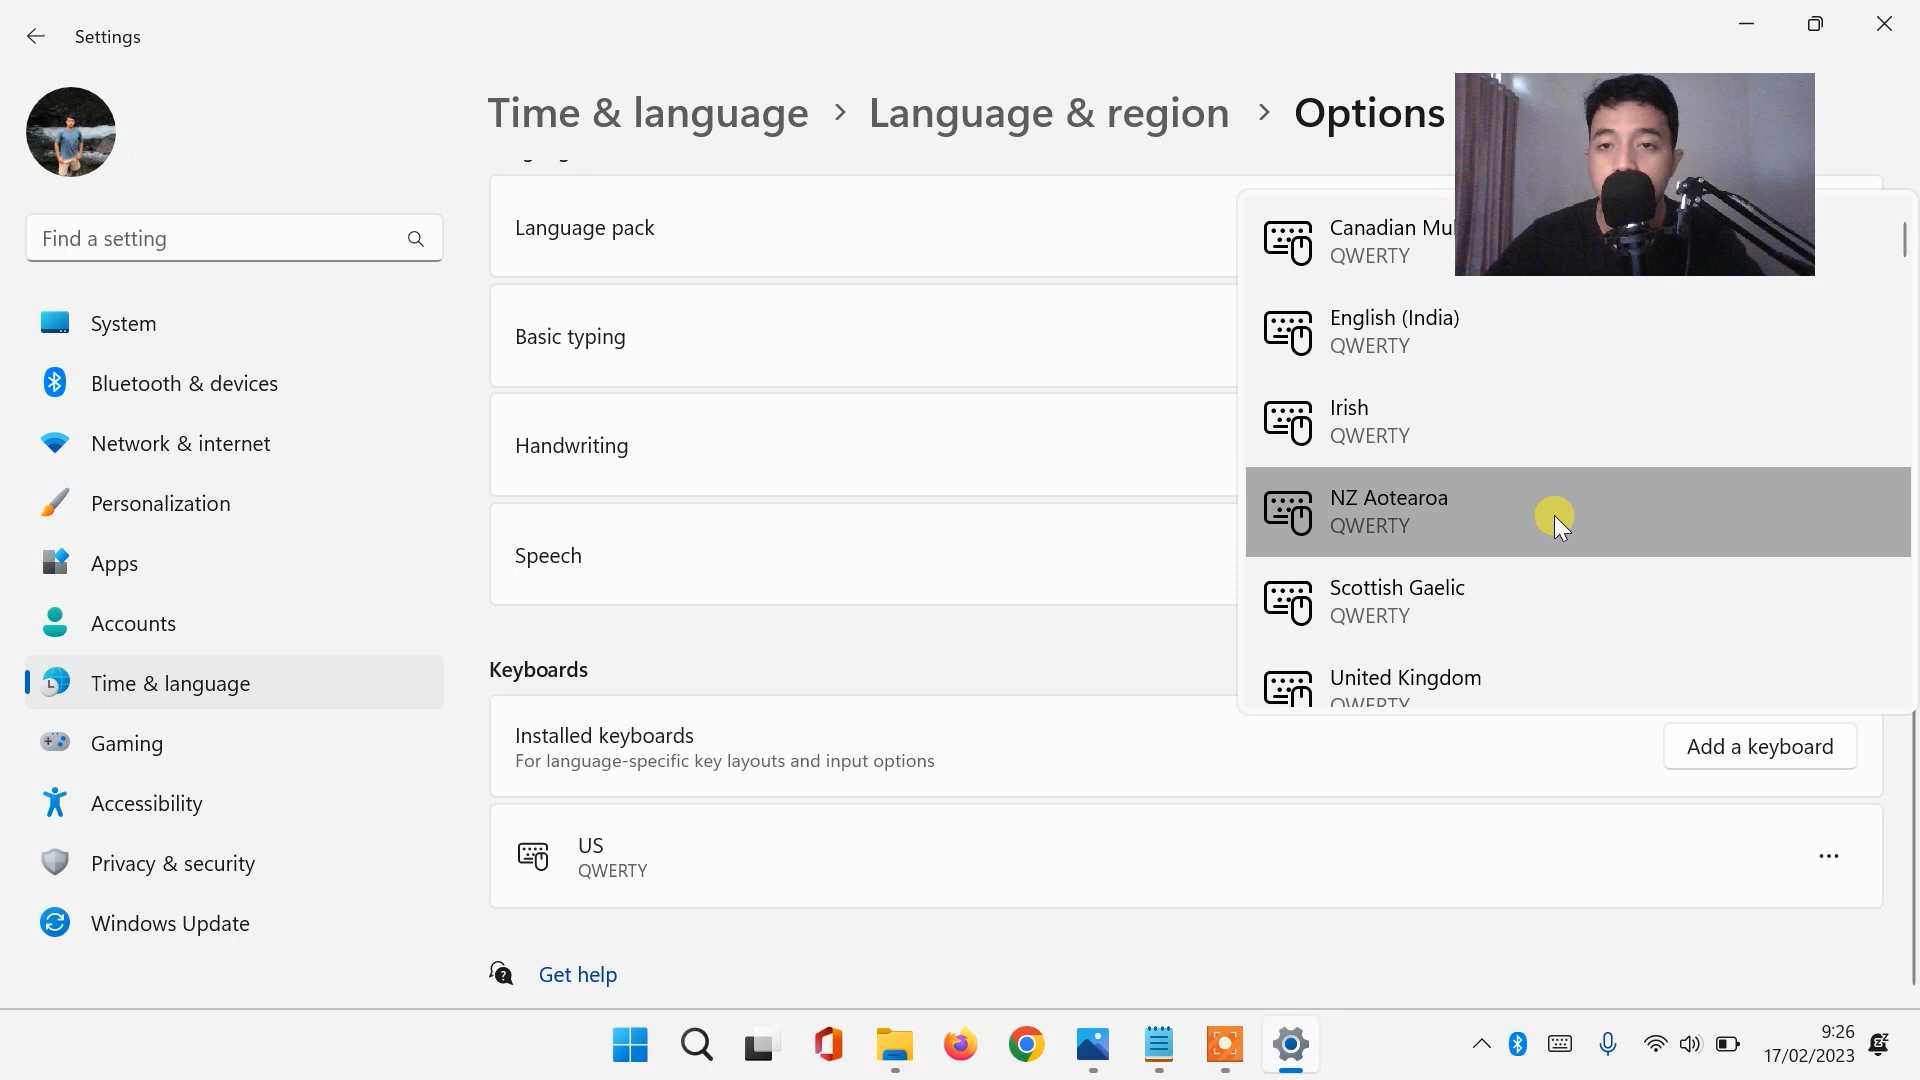 Settings
Time & language > Language & region > Options
Find a setting
System
Bluetooth & devices
Network & internet
Personalization
Apps
Accounts
Time & language
Gaming
Accessibility
Privacy & security
Windows Update
Language pack
Basic typing
Handwriting
Speech
Keyboards
Installed keyboards
For language-specific key layouts and input options
Add a keyboard
US
QWERTY
Get help
Canadian Mul
QWERTY
English (India)
QWERTY
Irish
QWERTY
NZ Aotearoa
QWERTY
Scottish Gaelic
QWERTY
United Kingdom
QWERTY
9:26
17/02/2023